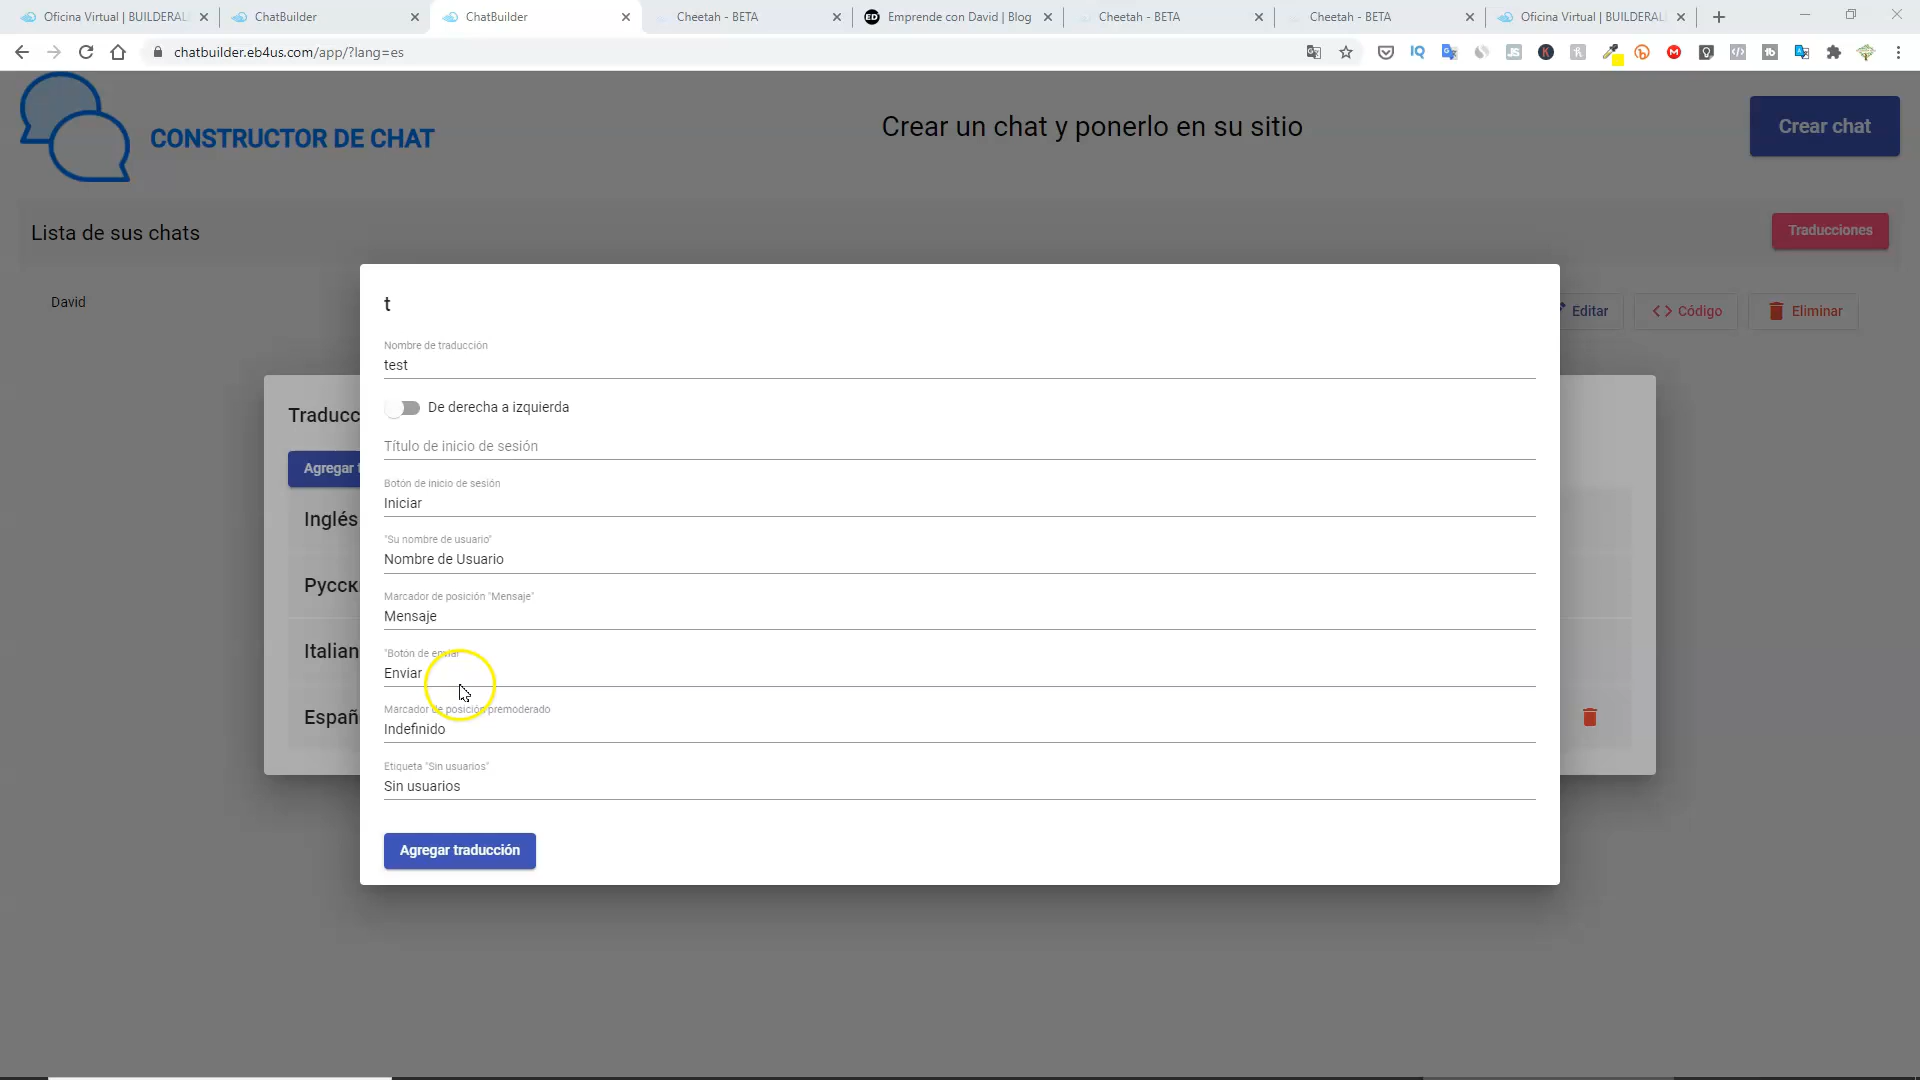 Oficina Virtual | BUILDERAL
ChatBuilder
ChatBuilder
Cheetah - BETA
Emprende con David | Blog
Cheetah - BETA
Cheetah - BETA
Oficina Virtual | BUILDERAL
chatbuilder.eb4us.com/app/?lang=es
CONSTRUCTOR DE CHAT
Crear un chat y ponerlo en su sitio
Crear chat
Lista de sus chats
Traducciones
David
Editar
Código
Eliminar
Traducc
Agregar
Inglés
Русск
Italian
Españ
t
Nombre de traducción
test
De derecha a izquierda
Título de inicio de sesión
Botón de inicio de sesión
Iniciar
"Su nombre de usuario"
Nombre de Usuario
Marcador de posición "Mensaje"
Mensaje
"Botón de enviar
Enviar
Marcador de posición premoderado
Indefinido
Etiqueta "Sin usuarios"
Sin usuarios
Agregar traducción